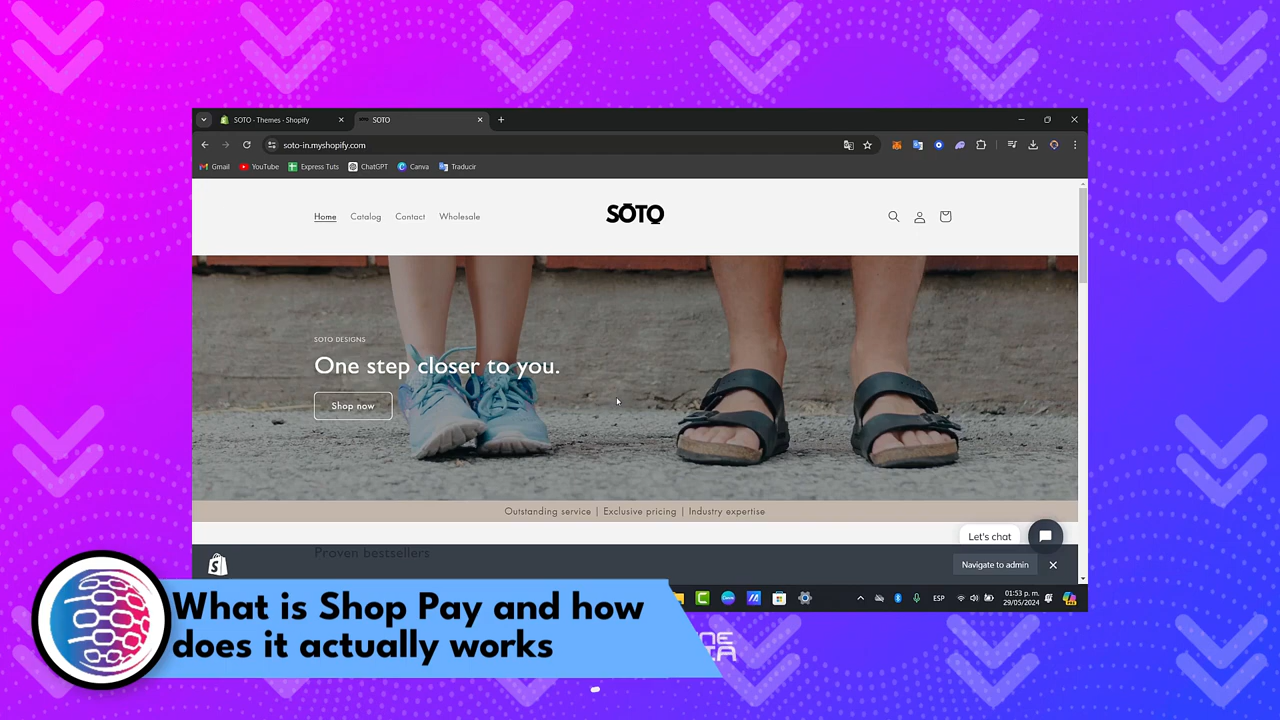 SOTO - Themes - Shopify
SOTO
soto-in.myshopify.com
Gmail YouTube Express Tuts ChatGPT Canva Traducir
Home Catalog Contact Wholesale
SOTO
SOTO DESIGNS
One step closer to you.
Shop now
Outstanding service | Exclusive pricing | Industry expertise
Let's chat
Proven bestsellers
Navigate to admin
ESP
01:53 p. m.
29/05/2024
What is Shop Pay and how
does it actually works